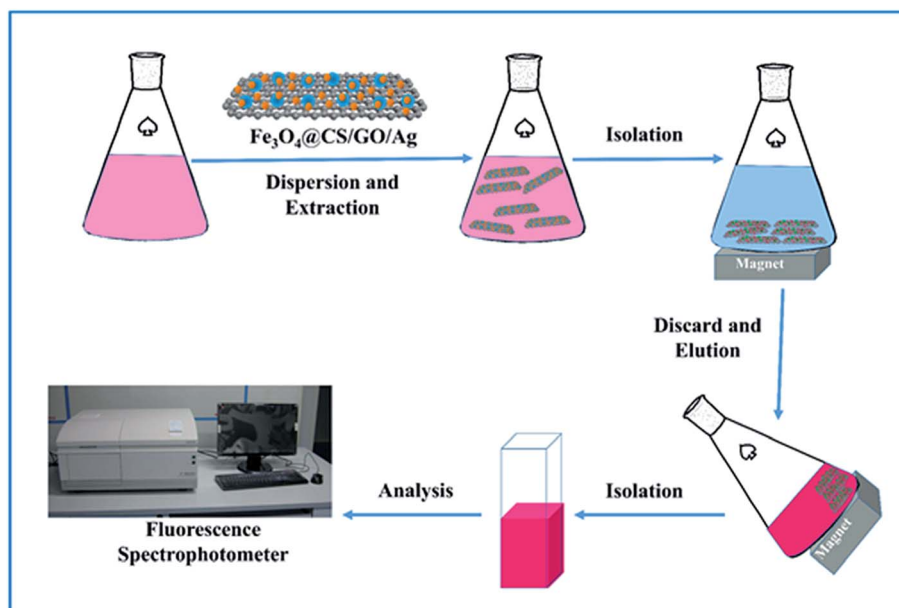 Fe₃O₄@CS/GO/Ag
Dispersion and
Extraction
Isolation
Magnet
Discard and
Elution
Magnet
Isolation
Analysis
Fluorescence
Spectrophotometer